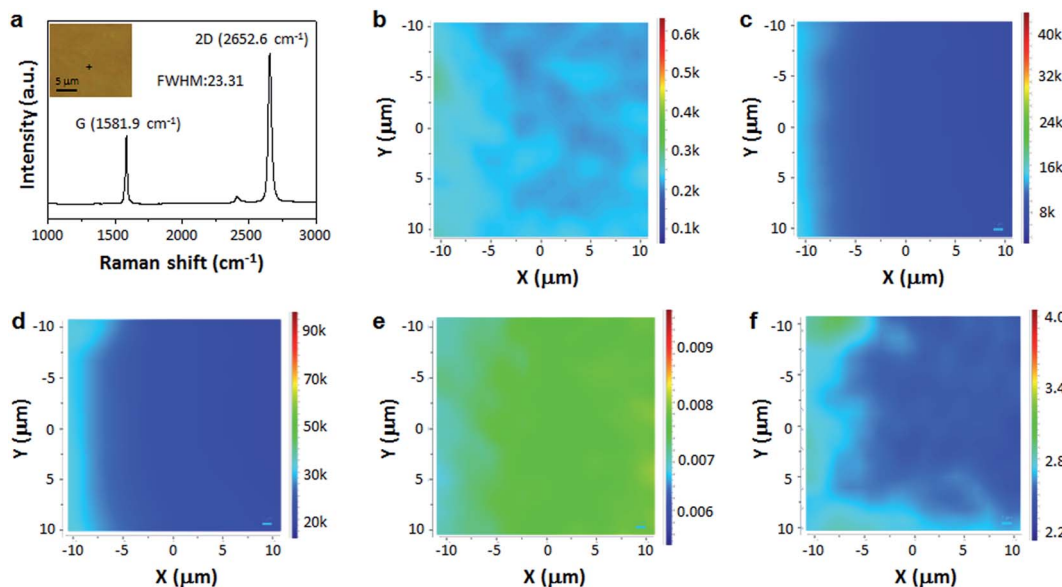 a
2D (2652.6 cm⁻¹)
FWHM:23.31
5 μm
G (1581.9 cm⁻¹)
Intensity (a.u.)
1000 1500 2000 2500 3000
Raman shift (cm⁻¹)
b
-10
-5
0
5
10
Y (μm)
-10 -5 0 5 10
X (μm)
0.6k
0.5k
0.4k
0.3k
0.2k
0.1k
c
-10
-5
0
5
10
Y (μm)
-10 -5 0 5 10
X (μm)
40k
32k
24k
16k
8k
d
-10
-5
0
5
10
Y (μm)
-10 -5 0 5 10
X (μm)
90k
70k
50k
30k
20k
e
-10
-5
0
5
10
Y (μm)
-10 -5 0 5 10
X (μm)
0.009
0.008
0.007
0.006
f
-10
-5
0
5
10
Y (μm)
-10 -5 0 5 10
X (μm)
4.0
3.4
2.8
2.2